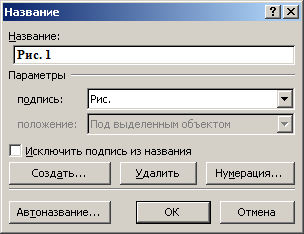 Название
Название:
Рис. 1
Параметры
подпись: Рис.
положение: Под выделенным объектом
Исключить подпись из названия
Создать... Удалить Нумерация...
Автоназвание... ОК Отмена